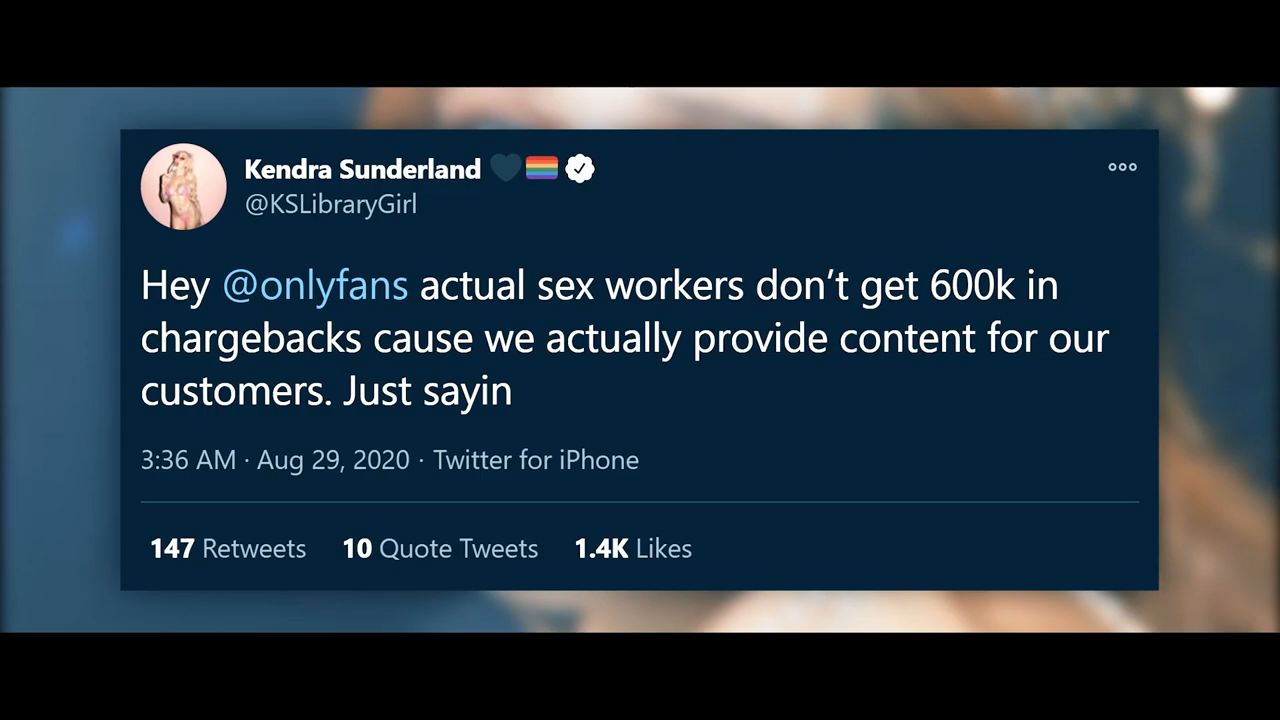 Kendra Sunderland 🖤🏳️‍🌈
@KSLibraryGirl
Hey @onlyfans actual sex workers don’t get 600k in
chargebacks cause we actually provide content for our
customers. Just sayin
3:36 AM · Aug 29, 2020 · Twitter for iPhone
147 Retweets 10 Quote Tweets 1.4K Likes